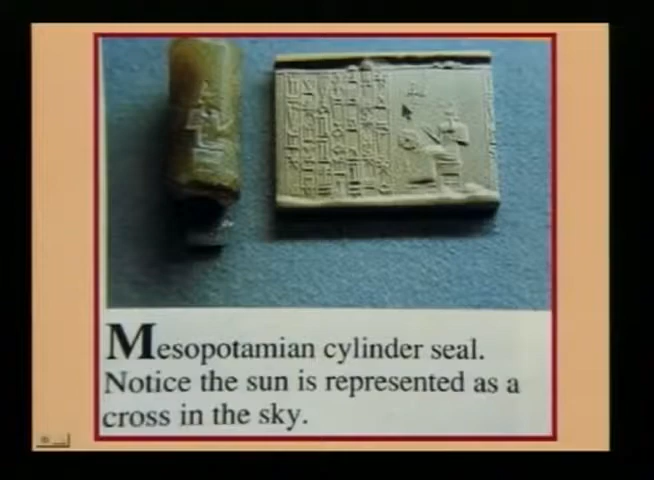 Mesopotamian cylinder seal.
Notice the sun is represented as a
cross in the sky.